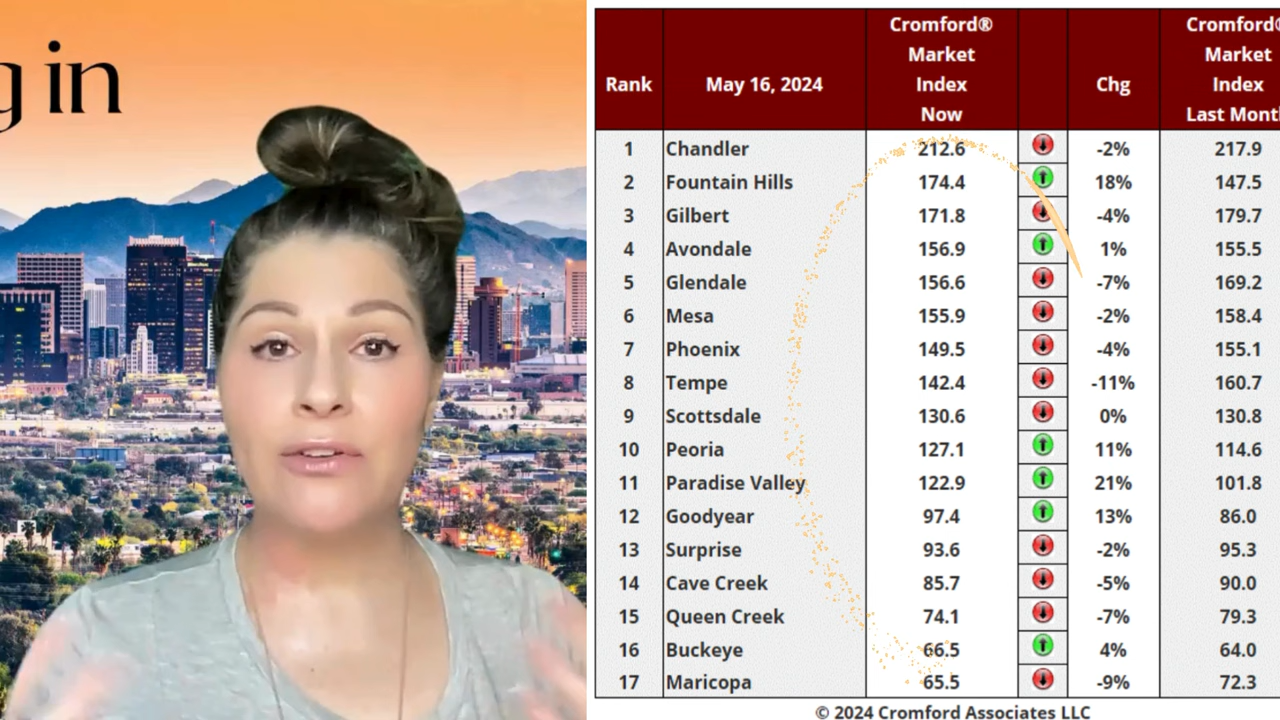 g in
Cromford® Cromford®
Market Market
Index Index
Rank May 16, 2024 Now Chg Last Month
1 Chandler 212.6 -2% 217.9
2 Fountain Hills 174.4 18% 147.5
3 Gilbert 171.8 -4% 179.7
4 Avondale 156.9 1% 155.5
5 Glendale 156.6 -7% 169.2
6 Mesa 155.9 -2% 158.4
7 Phoenix 149.5 -4% 155.1
8 Tempe 142.4 -11% 160.7
9 Scottsdale 130.6 0% 130.8
10 Peoria 127.1 11% 114.6
11 Paradise Valley 122.9 21% 101.8
12 Goodyear 97.4 13% 86.0
13 Surprise 93.6 -2% 95.3
14 Cave Creek 85.7 -5% 90.0
15 Queen Creek 74.1 -7% 79.3
16 Buckeye 66.5 4% 64.0
17 Maricopa 65.5 -9% 72.3
© 2024 Cromford Associates LLC